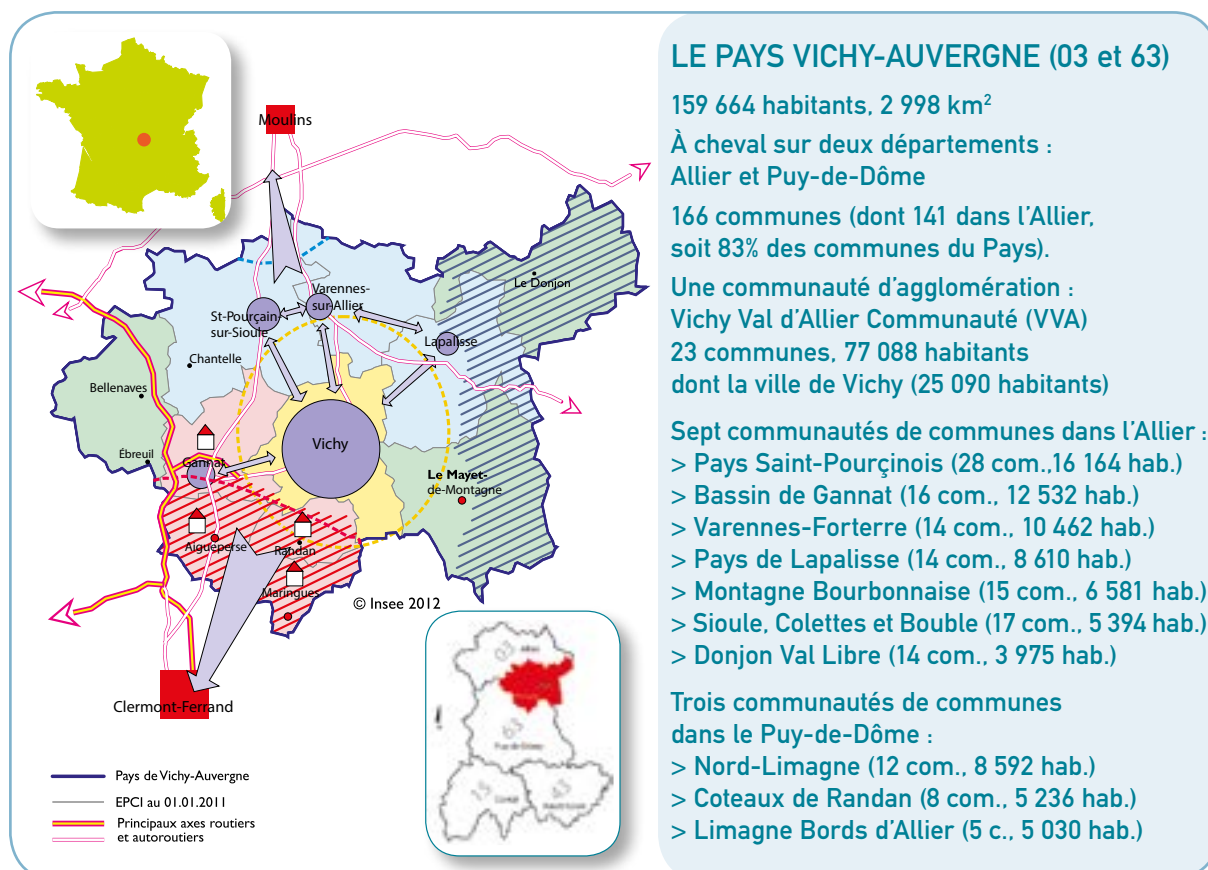 Moulins
Varennes-
sur-Allier
St-Pourçain
sur-Sioule
Le Donjon
Lapalisse
Chantelle
Bellenaves
Vichy
Ébreuil
Gannat
Le Mayet-
de-Montagne
Aigueperse
Randan
Maringues
© Insee 2012
Clermont-Ferrand
Pays de Vichy-Auvergne
EPCI au 01.01.2011
Principaux axes routiers
et autoroutiers
03
Allier
63
Puy-de-Dôme
15
Cantal
43
LE PAYS VICHY-AUVERGNE (03 et 63)
159 664 habitants, 2 998 km²
À cheval sur deux départements :
Allier et Puy-de-Dôme
166 communes (dont 141 dans l'Allier,
soit 83% des communes du Pays).
Une communauté d'agglomération :
Vichy Val d'Allier Communauté (VVA)
23 communes, 77 088 habitants
dont la ville de Vichy (25 090 habitants)
Sept communautés de communes dans l'Allier :
> Pays Saint-Pourçinois (28 com.,16 164 hab.)
> Bassin de Gannat (16 com., 12 532 hab.)
> Varennes-Forterre (14 com., 10 462 hab.)
> Pays de Lapalisse (14 com., 8 610 hab.)
> Montagne Bourbonnaise (15 com., 6 581 hab.)
> Sioule, Colettes et Bouble (17 com., 5 394 hab.)
> Donjon Val Libre (14 com., 3 975 hab.)
Trois communautés de communes
dans le Puy-de-Dôme :
> Nord-Limagne (12 com., 8 592 hab.)
> Coteaux de Randan (8 com., 5 236 hab.)
> Limagne Bords d'Allier (5 c., 5 030 hab.)